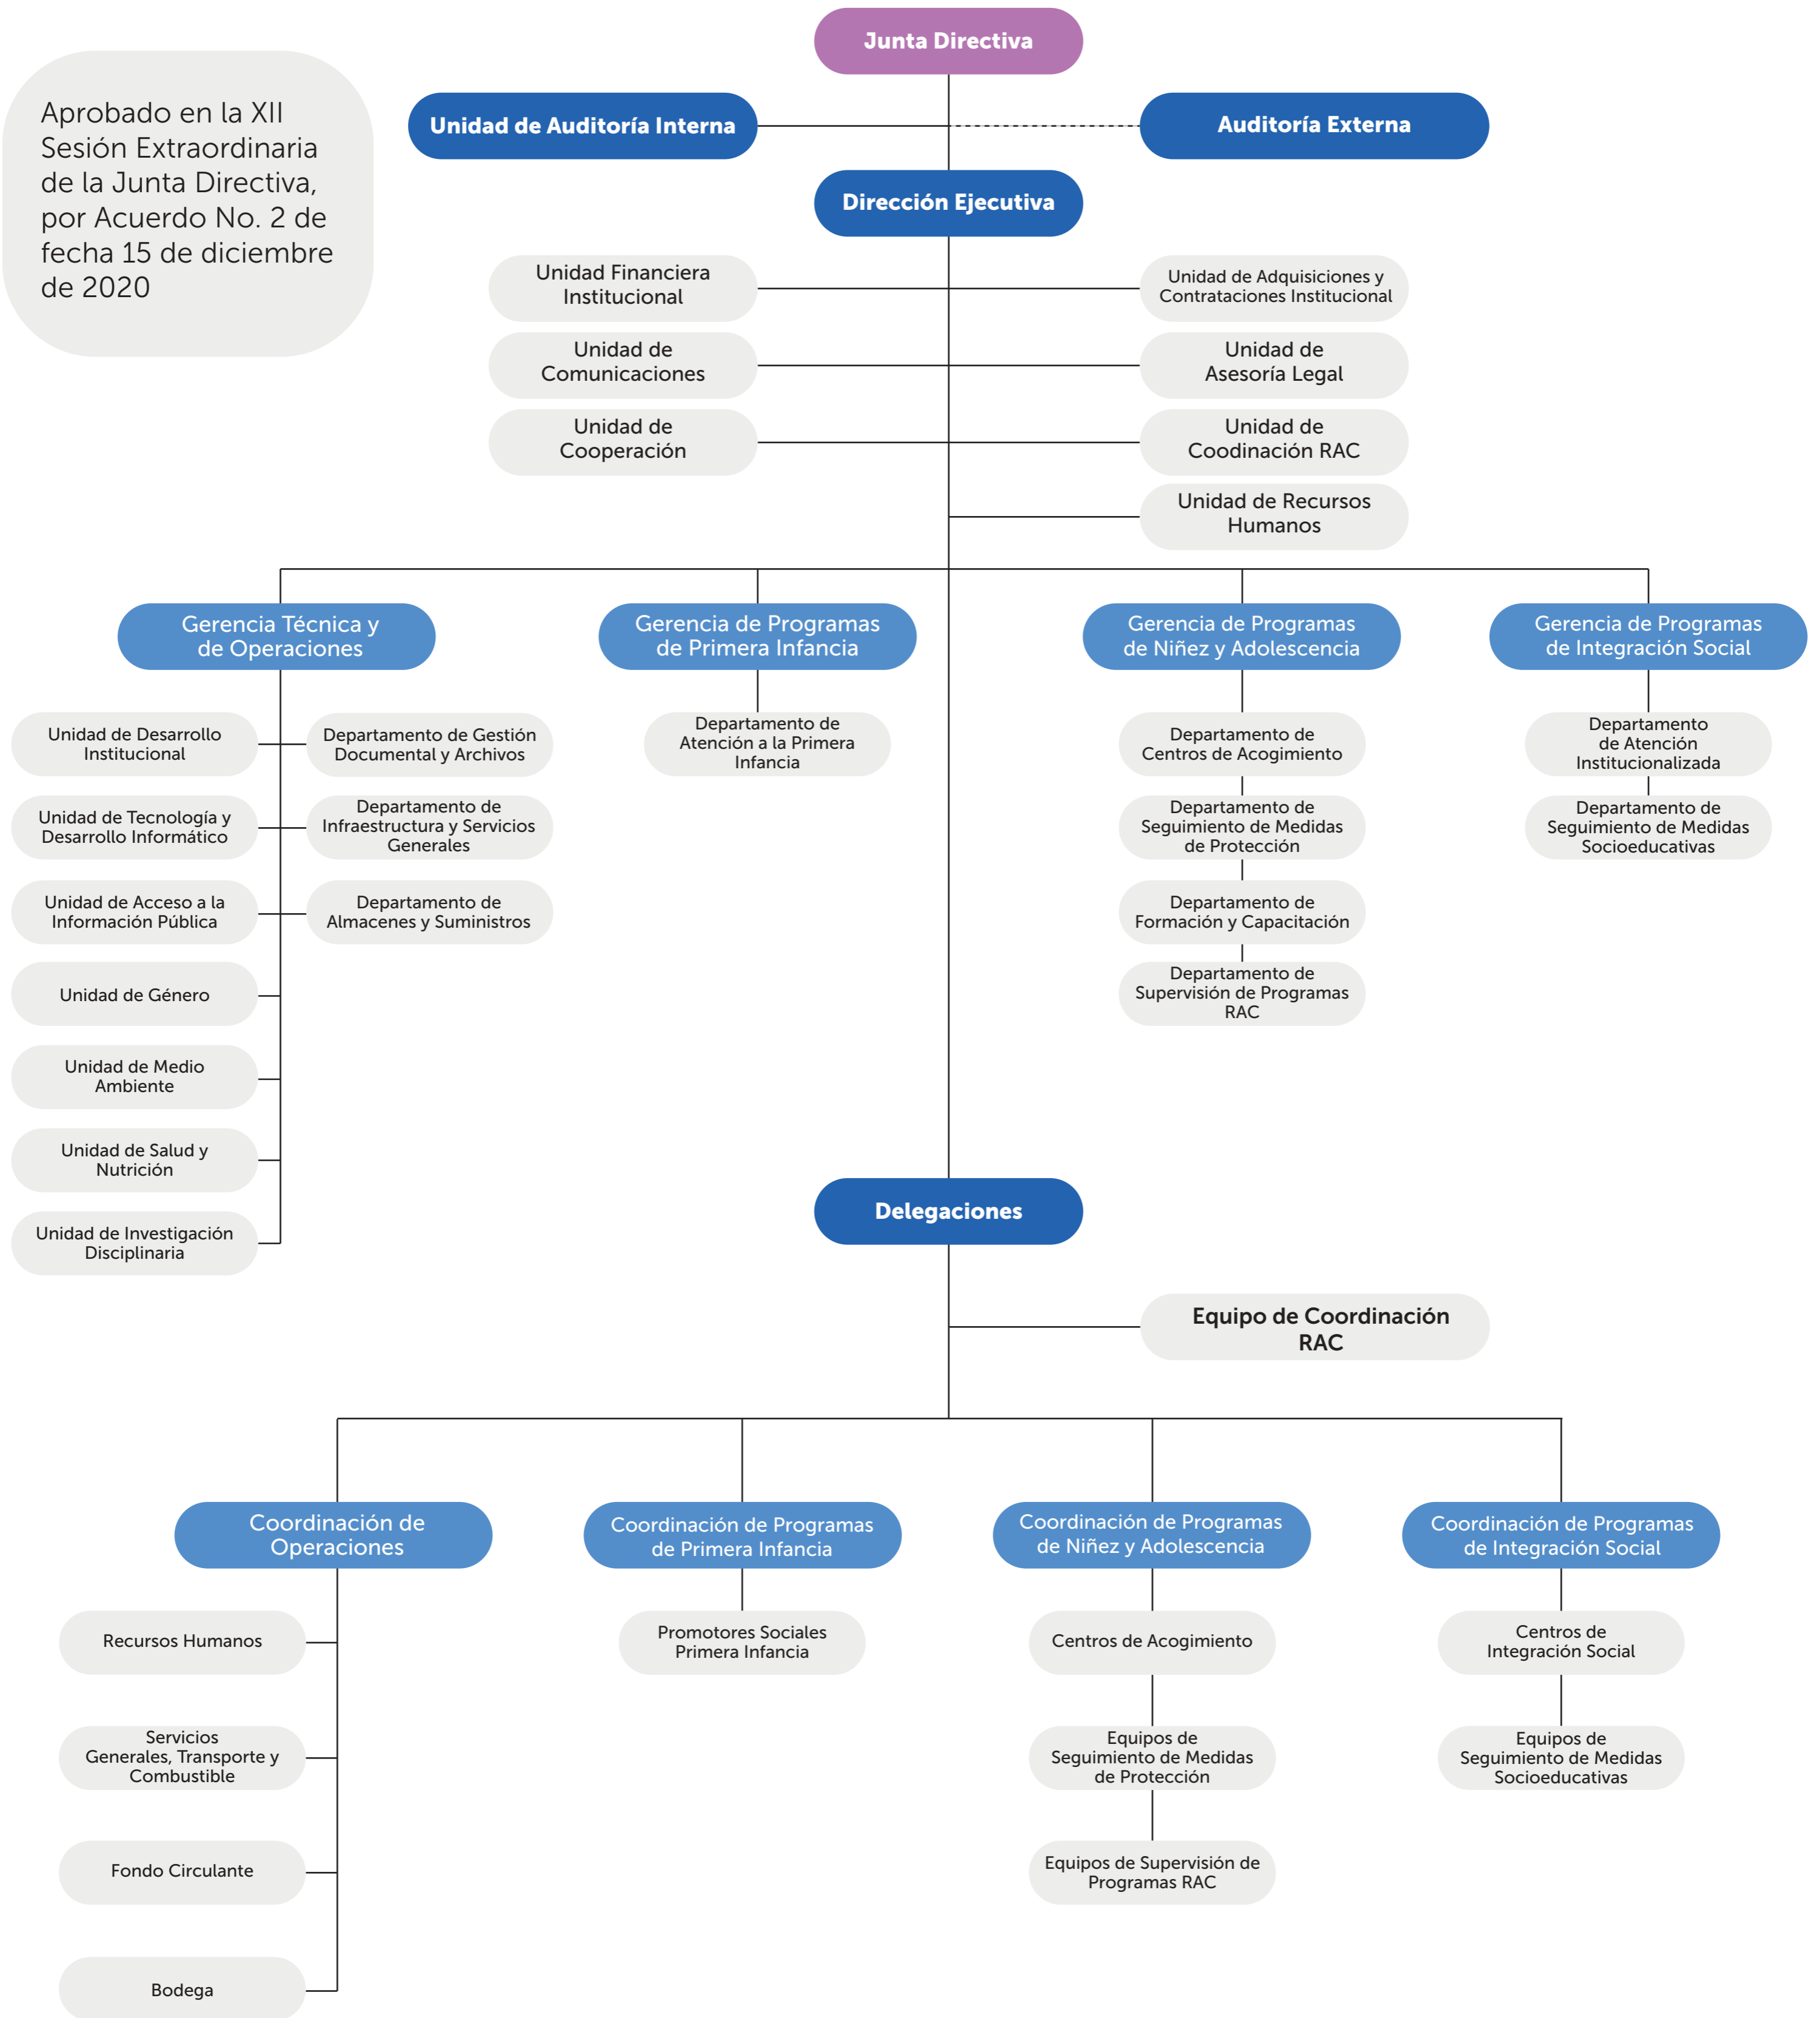 Junta Directiva
Aprobado en la XII
Sesión Extraordinaria
de la Junta Directiva,
por Acuerdo No. 2 de
fecha 15 de diciembre
de 2020
Unidad de Auditoría Interna
Auditoría Externa
Dirección Ejecutiva
Unidad Financiera
Institucional
Unidad de Adquisiciones y
Contrataciones Institucional
Unidad de
Comunicaciones
Unidad de
Asesoría Legal
Unidad de
Cooperación
Unidad de
Coodinación RAC
Unidad de Recursos
Humanos
Gerencia Técnica y
de Operaciones
Gerencia de Programas
de Primera Infancia
Gerencia de Programas
de Niñez y Adolescencia
Gerencia de Programas
de Integración Social
Unidad de Desarrollo
Institucional
Departamento de Gestión
Documental y Archivos
Departamento de
Atención a la Primera
Infancia
Departamento de
Centros de Acogimiento
Departamento
de Atención
Institucionalizada
Unidad de Tecnología y
Desarrollo Informático
Departamento de
Infraestructura y Servicios
Generales
Departamento de
Seguimiento de Medidas
de Protección
Departamento de
Seguimiento de Medidas
Socioeducativas
Unidad de Acceso a la
Información Pública
Departamento de
Almacenes y Suministros
Departamento de
Formación y Capacitación
Unidad de Género
Departamento de
Supervisión de Programas
RAC
Unidad de Medio
Ambiente
Unidad de Salud y
Nutrición
Unidad de Investigación
Disciplinaria
Delegaciones
Equipo de Coordinación
RAC
Coordinación de
Operaciones
Coordinación de Programas
de Primera Infancia
Coordinación de Programas
de Niñez y Adolescencia
Coordinación de Programas
de Integración Social
Recursos Humanos
Promotores Sociales
Primera Infancia
Centros de Acogimiento
Centros de
Integración Social
Servicios
Generales, Transporte y
Combustible
Equipos de
Seguimiento de Medidas
de Protección
Equipos de
Seguimiento de Medidas
Socioeducativas
Fondo Circulante
Equipos de Supervisión de
Programas RAC
Bodega